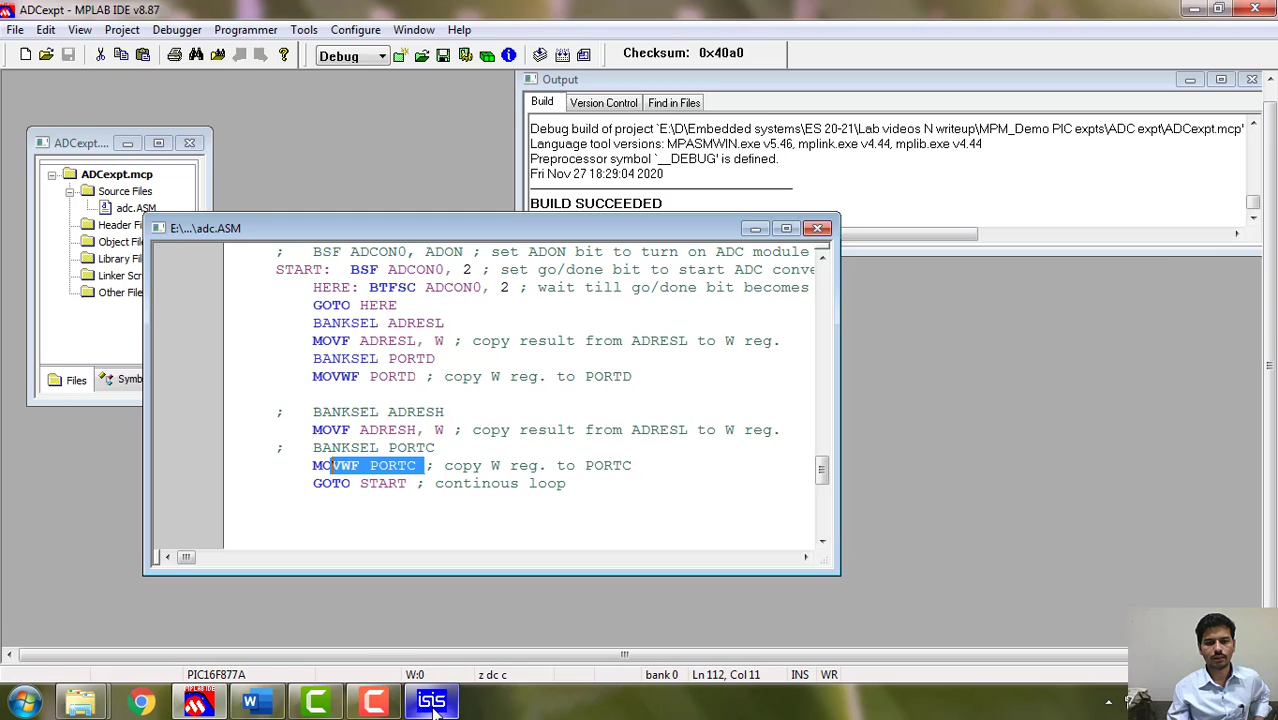 ADCexpt - MPLAB IDE v8.87
File Edit View Project Debugger Programmer Tools Configure Window Help
Debug
Checksum: 0x40a0
Output
Build Version Control Find in Files
Debug build of project `E:\D\Embedded systems\ES 20-21\Lab videos N writeup\MPM_Demo PIC expts\ADC expt\ADCexpt.mcp'
Language tool versions: MPASMWIN.exe v5.46, mplink.exe v4.44, mplib.exe v4.44
Preprocessor symbol `__DEBUG' is defined.
Fri Nov 27 18:29:04 2020
BUILD SUCCEEDED
ADCexpt....
ADCexpt.mcp
Source Files
adc.ASM
Header F
Object F
Library Fi
Linker Scr
Other File
Files Symb
E:\...\adc.ASM
; BSF ADCON0, ADON ; set ADON bit to turn on ADC module
START: BSF ADCON0, 2 ; set go/done bit to start ADC conve
HERE: BTFSC ADCON0, 2 ; wait till go/done bit becomes
GOTO HERE
BANKSEL ADRESL
MOVF ADRESL, W ; copy result from ADRESL to W reg.
BANKSEL PORTD
MOVWF PORTD ; copy W reg. to PORTD
; BANKSEL ADRESH
MOVF ADRESH, W ; copy result from ADRESL to W reg.
; BANKSEL PORTC
MOVWF PORTC ; copy W reg. to PORTC
GOTO START ; continous loop
PIC16F877A W:0 z dc c bank 0 Ln 112, Col 11 INS WR
MPLAB IDE
W
C
C
isis